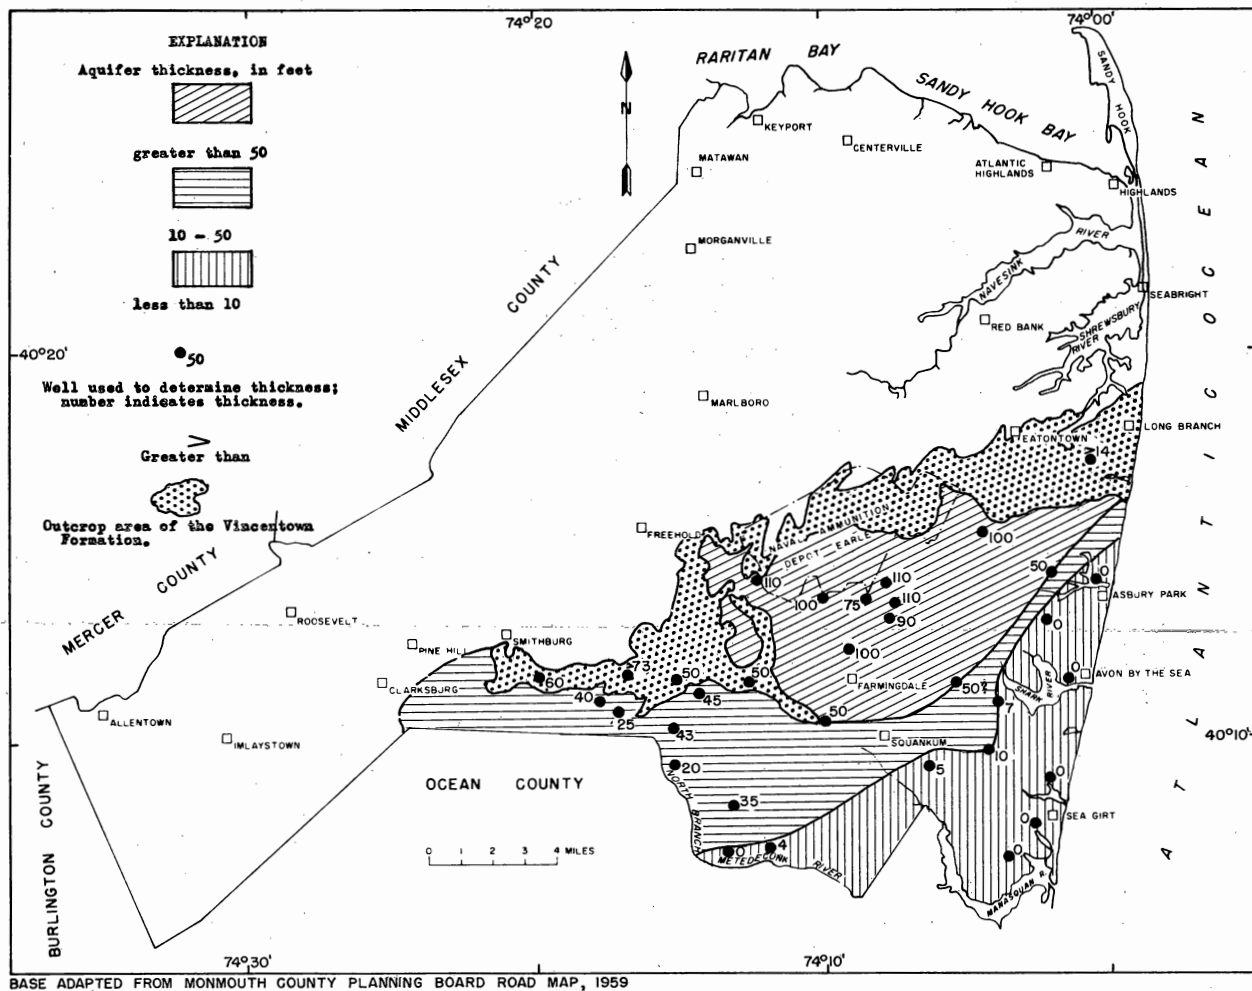 74°20'
74°00'
EXPLANATION
Aquifer thickness, in feet
greater than 50
10 - 50
less than 10
50
Well used to determine thickness;
number indicates thickness.
>
Greater than
Outcrop area of the Vincentown
Formation.
N
RARITAN BAY
SANDY HOOK BAY
SANDY HOOK
KEYPORT
CENTERVILLE
MATAWAN
ATLANTIC
HIGHLANDS
HIGHLANDS
MORGANVILLE
NAVESINK RIVER
SEABRIGHT
RED BANK
SHREWSBURY
RIVER
ATLANTIC OCEAN
40°20'
MIDDLESEX COUNTY
MARLBORO
LONG BRANCH
EATONTOWN
>14
FREEHOLD
NAVAL AMMUNITION
DEPOT EARLE
100
110
100
75
110
110
90
100
50
0
ASBURY PARK
0
MERCER COUNTY
ROOSEVELT
PINE HILL
SMITHBURG
CLARKSBURG
60
73
50
50
40
25
45
43
50
FARMINGDALE
50?
7
0
AVON BY THE SEA
SHARK RIVER
ALLENTOWN
IMLAYSTOWN
SQUANKUM
10
5
40°10'
OCEAN COUNTY
20
35
NORTH BRANCH
METEDECONK RIVER
0
4
0
0
SEA GIRT
0
MANASQUAN R.
BURLINGTON COUNTY
0 1 2 3 4 MILES
74°30'
74°20'
74°10'
BASE ADAPTED FROM MONMOUTH COUNTY PLANNING BOARD ROAD MAP, 1959